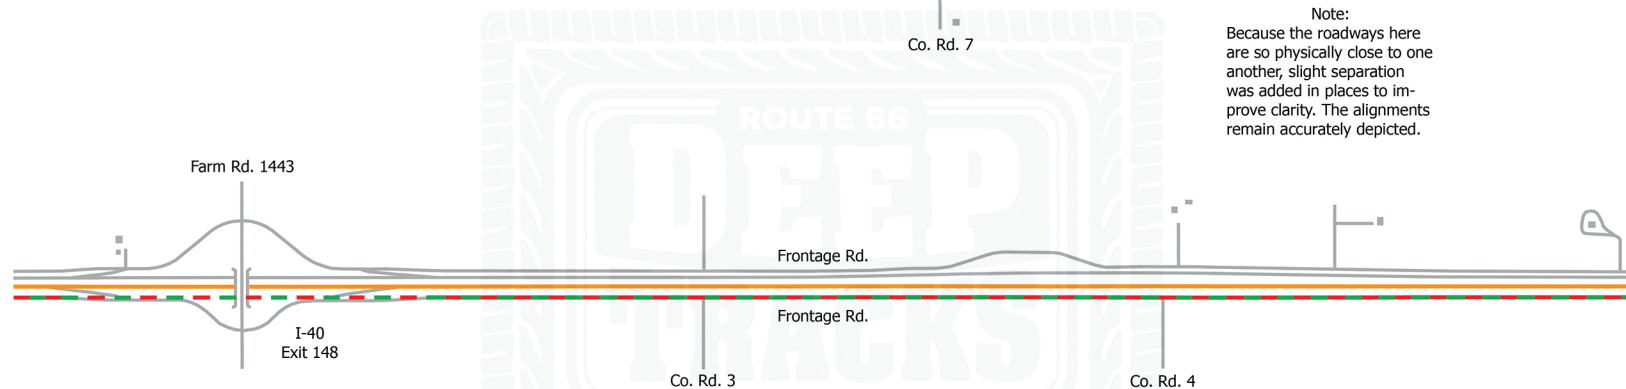 Co. Rd. 7
Note:
Because the roadways here
are so physically close to one
another, slight separation
was added in places to im-
prove clarity. The alignments
remain accurately depicted.
ROUTE 66
DEEP
TRACKS
Farm Rd. 1443
Frontage Rd.
Frontage Rd.
I-40
Exit 148
Co. Rd. 3
Co. Rd. 4